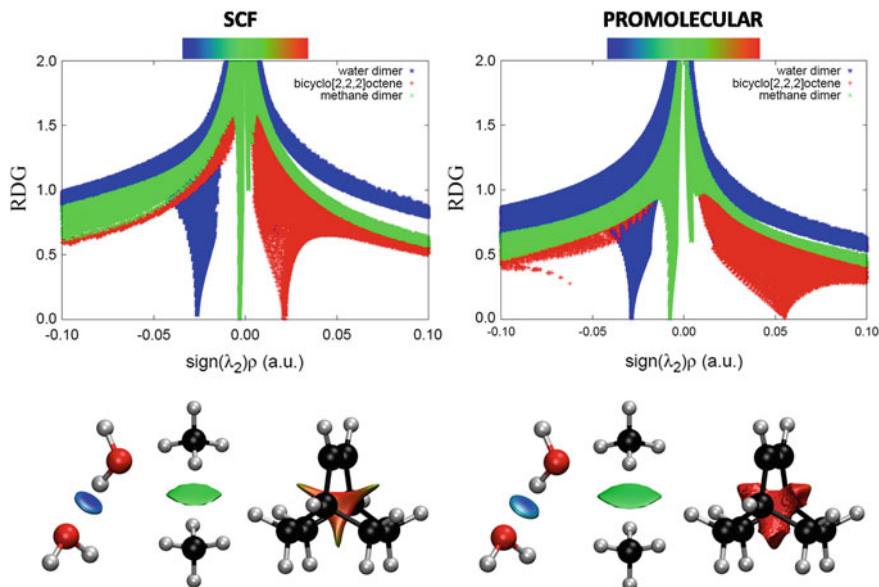 SCF
PROMOLECULAR
water dimer
bicyclo[2,2,2]octene
methane dimer
2.0
1.5
1.0
0.5
0.0
RDG
-0.10
-0.05
0.00
0.05
0.10
sign(λ₂)ρ (a.u.)
water dimer
bicyclo[2,2,2]octene
methane dimer
2.0
1.5
1.0
0.5
0.0
RDG
-0.10
-0.05
0.00
0.05
0.10
sign(λ₂)ρ (a.u.)